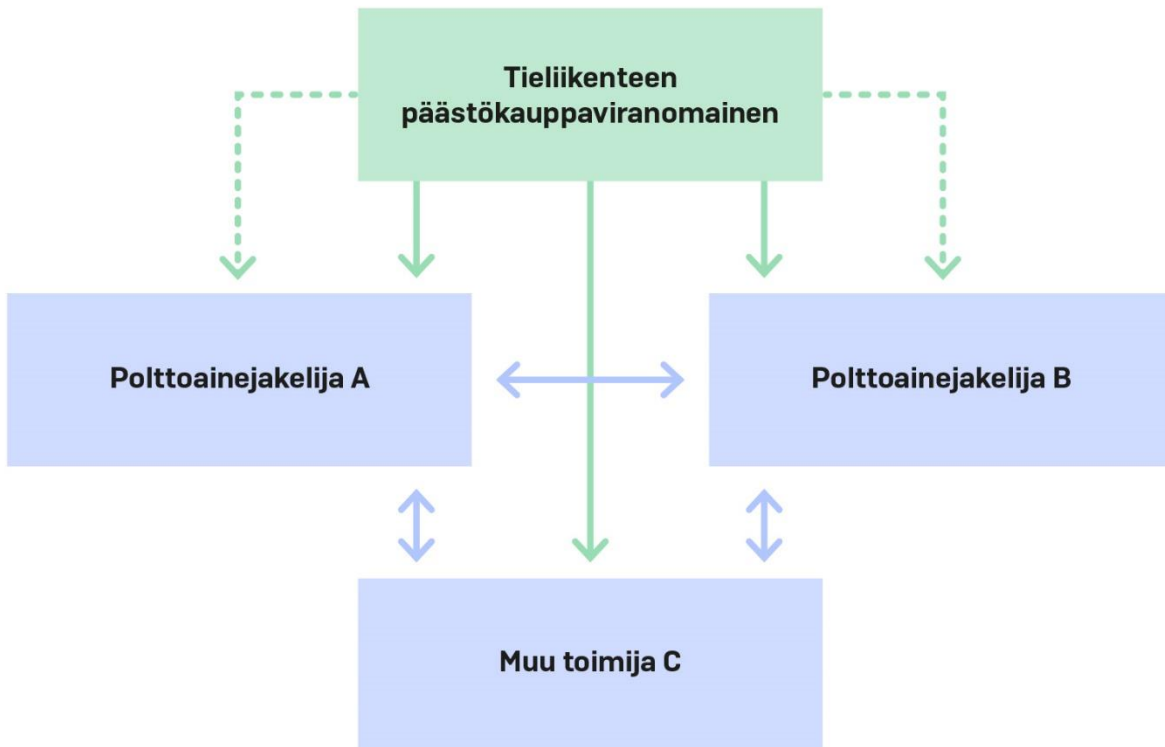 Tieliikenteen
päästökauppaviranomainen
Polttoainejakelija A
Polttoainejakelija B
Muu toimija C